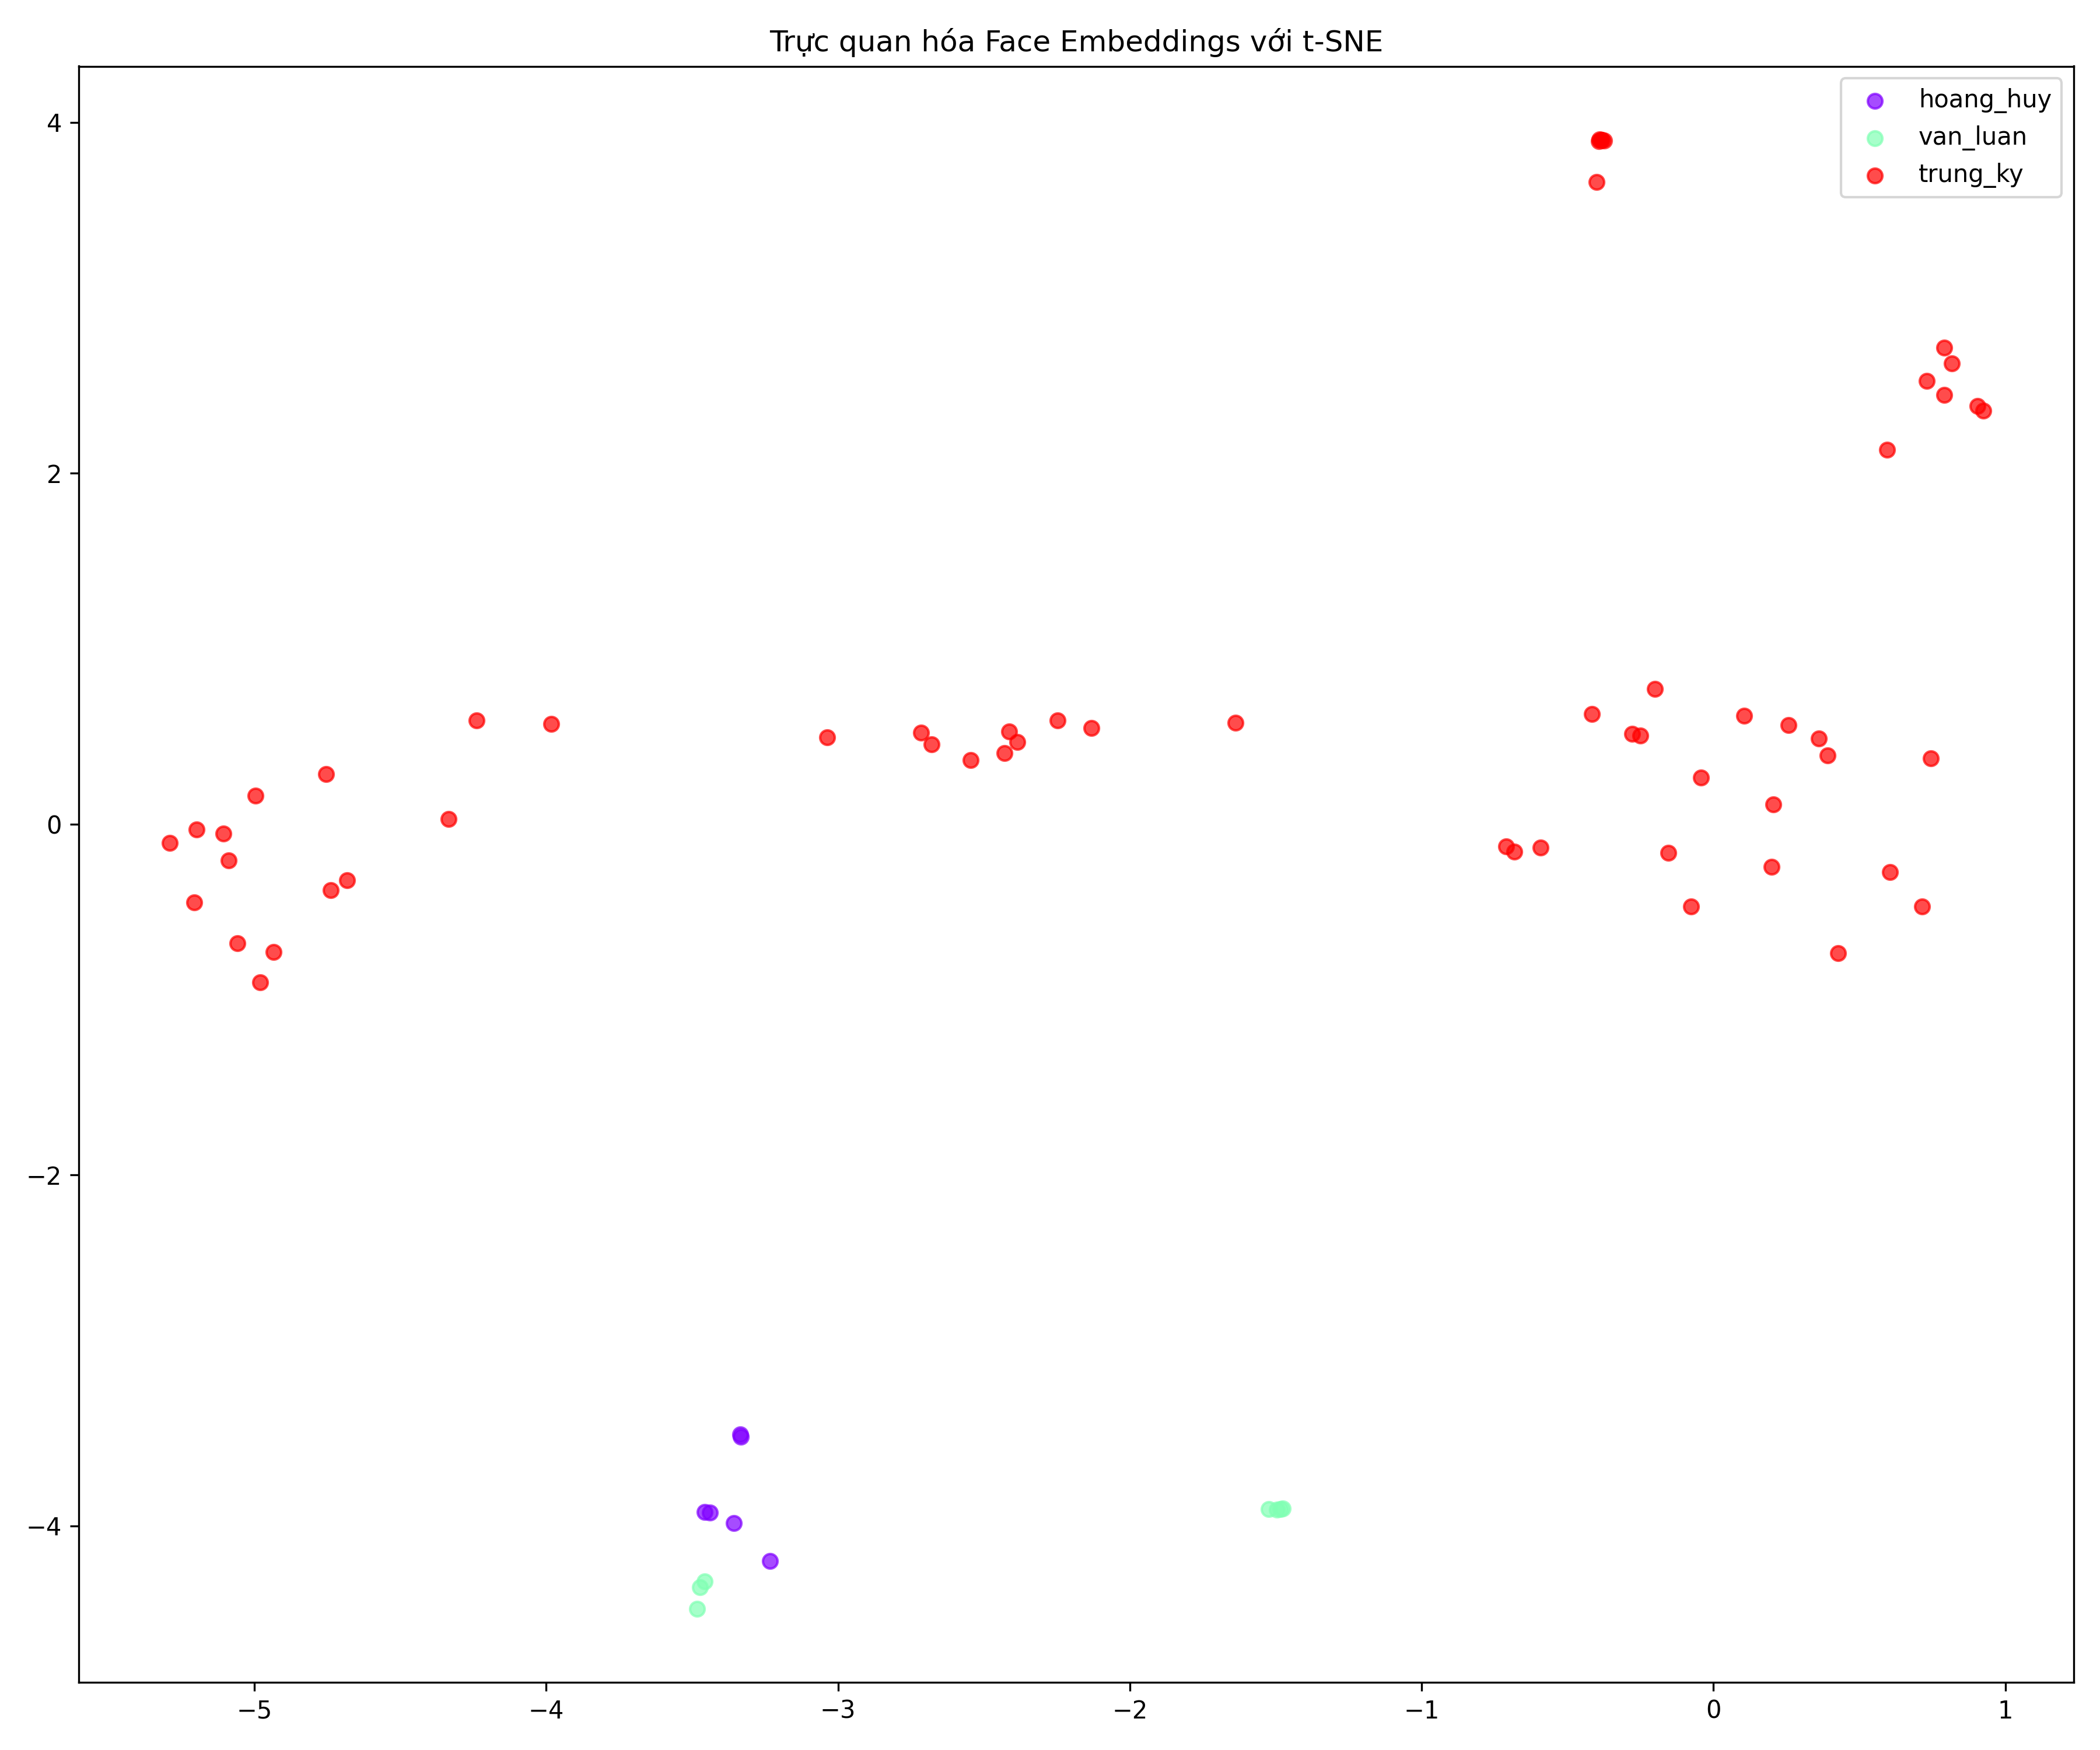 Trực quan hóa Face Embeddings với t-SNE
hoang_huy
van_luan
trung_ky
4
2
0
−2
−4
−5 −4 −3 −2 −1 0 1